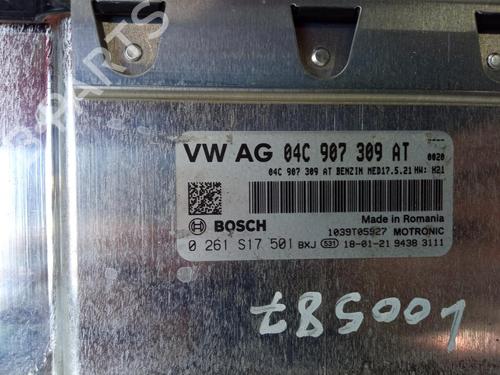 PARTS
VW AG 04C 907 309 AT 0020
04C 907 309 AT BENZIN MED17.5.21 HW: H21
Made in Romania
BOSCH 1039T05927 MOTRONIC
0 261 S17 501 BXJ 531 18-01-21 9438 3111
100587